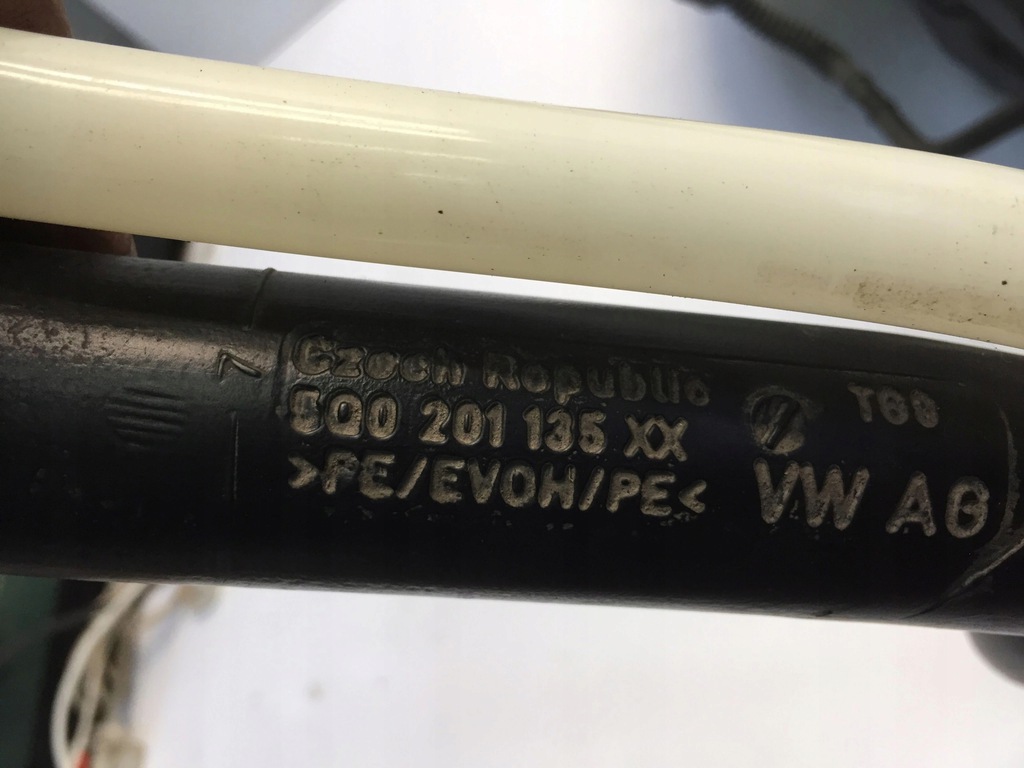 Czech Republic
5Q0 201 135 XX
>PE/EVOH/PE<
VW AG